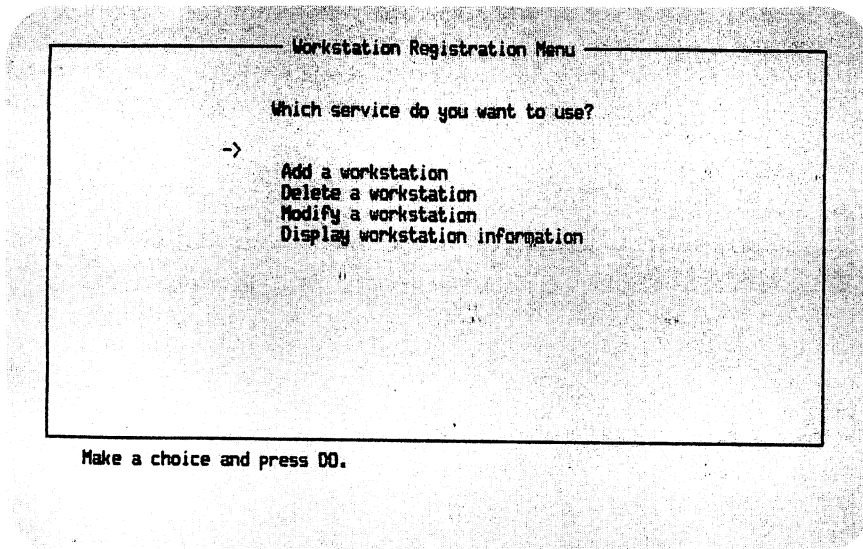 Workstation Registration Menu
Which service do you want to use?
->
Add a workstation
Delete a workstation
Modify a workstation
Display workstation information
Make a choice and press DO.